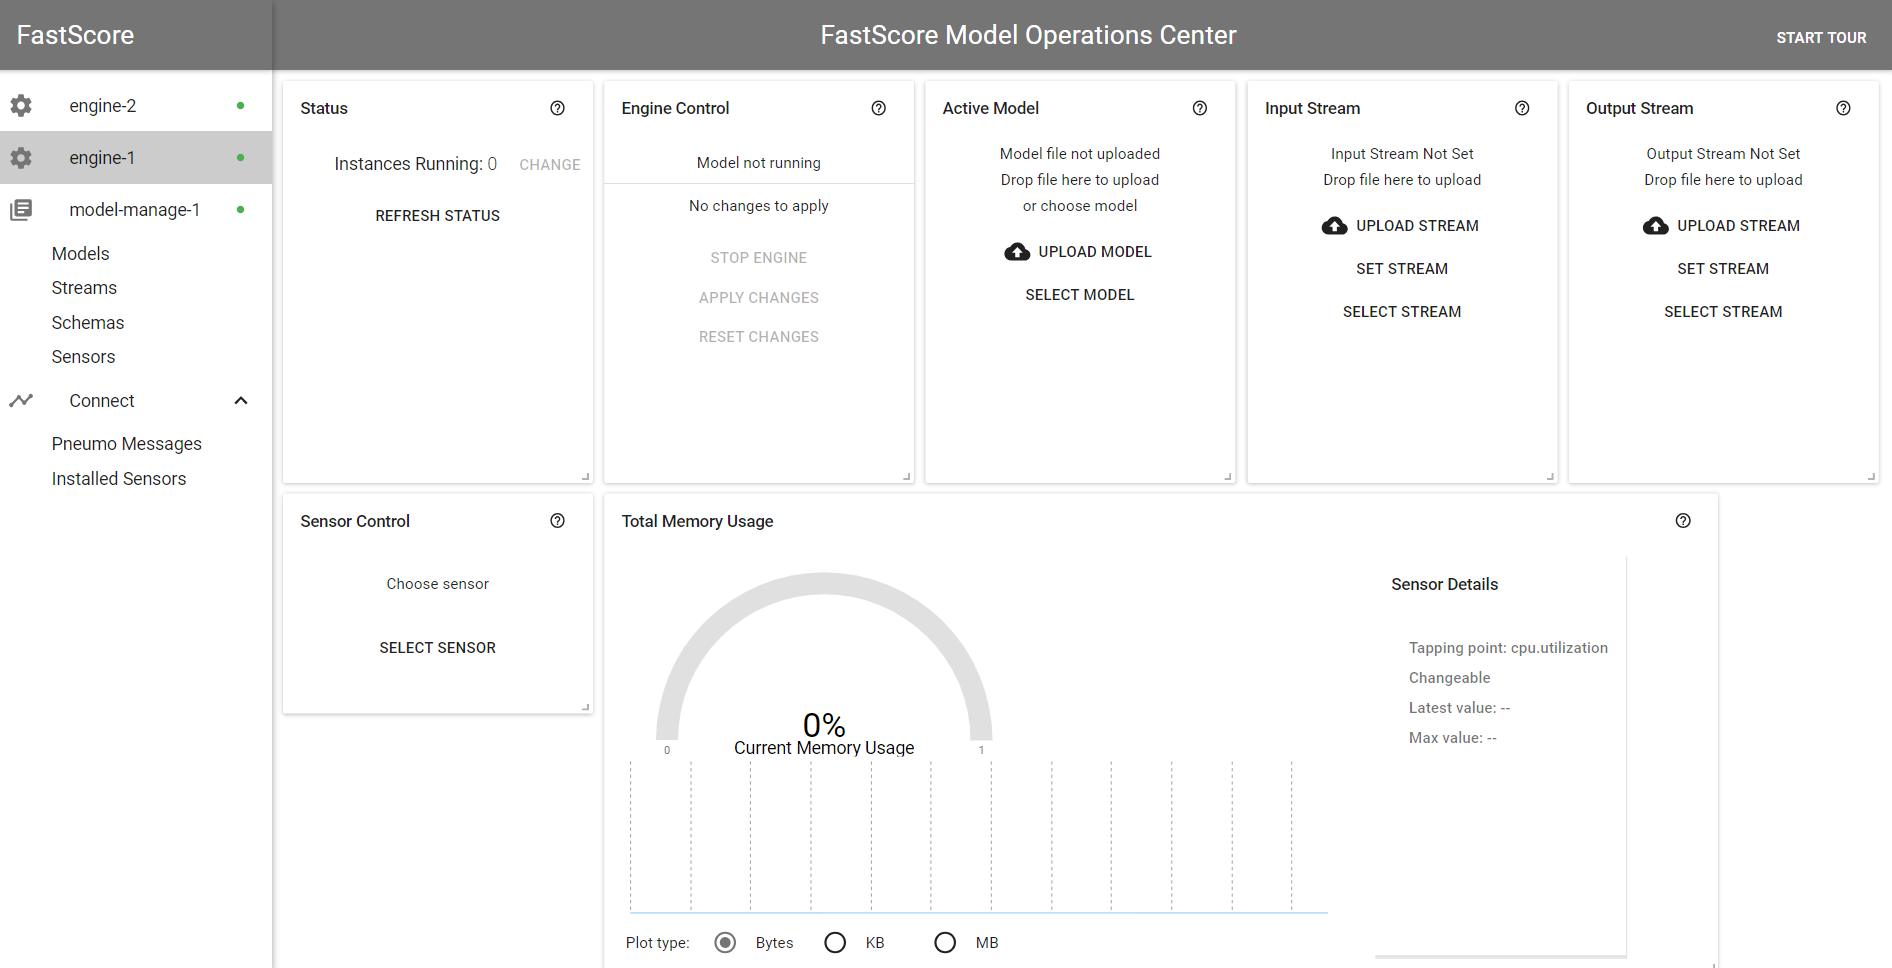 FastScore
FastScore Model Operations Center
START TOUR
engine-2
engine-1
model-manage-1
Models
Streams
Schemas
Sensors
Connect
Pneumo Messages
Installed Sensors
Status
Instances Running: 0
CHANGE
REFRESH STATUS
Engine Control
Model not running
No changes to apply
STOP ENGINE
APPLY CHANGES
RESET CHANGES
Active Model
Model file not uploaded
Drop file here to upload
or choose model
UPLOAD MODEL
SELECT MODEL
Input Stream
Input Stream Not Set
Drop file here to upload
UPLOAD STREAM
SET STREAM
SELECT STREAM
Output Stream
Output Stream Not Set
Drop file here to upload
UPLOAD STREAM
SET STREAM
SELECT STREAM
Sensor Control
Choose sensor
SELECT SENSOR
Total Memory Usage
0%
Current Memory Usage
0
1
Plot type:
Bytes
KB
MB
Sensor Details
Tapping point: cpu.utilization
Changeable
Latest value: --
Max value: --